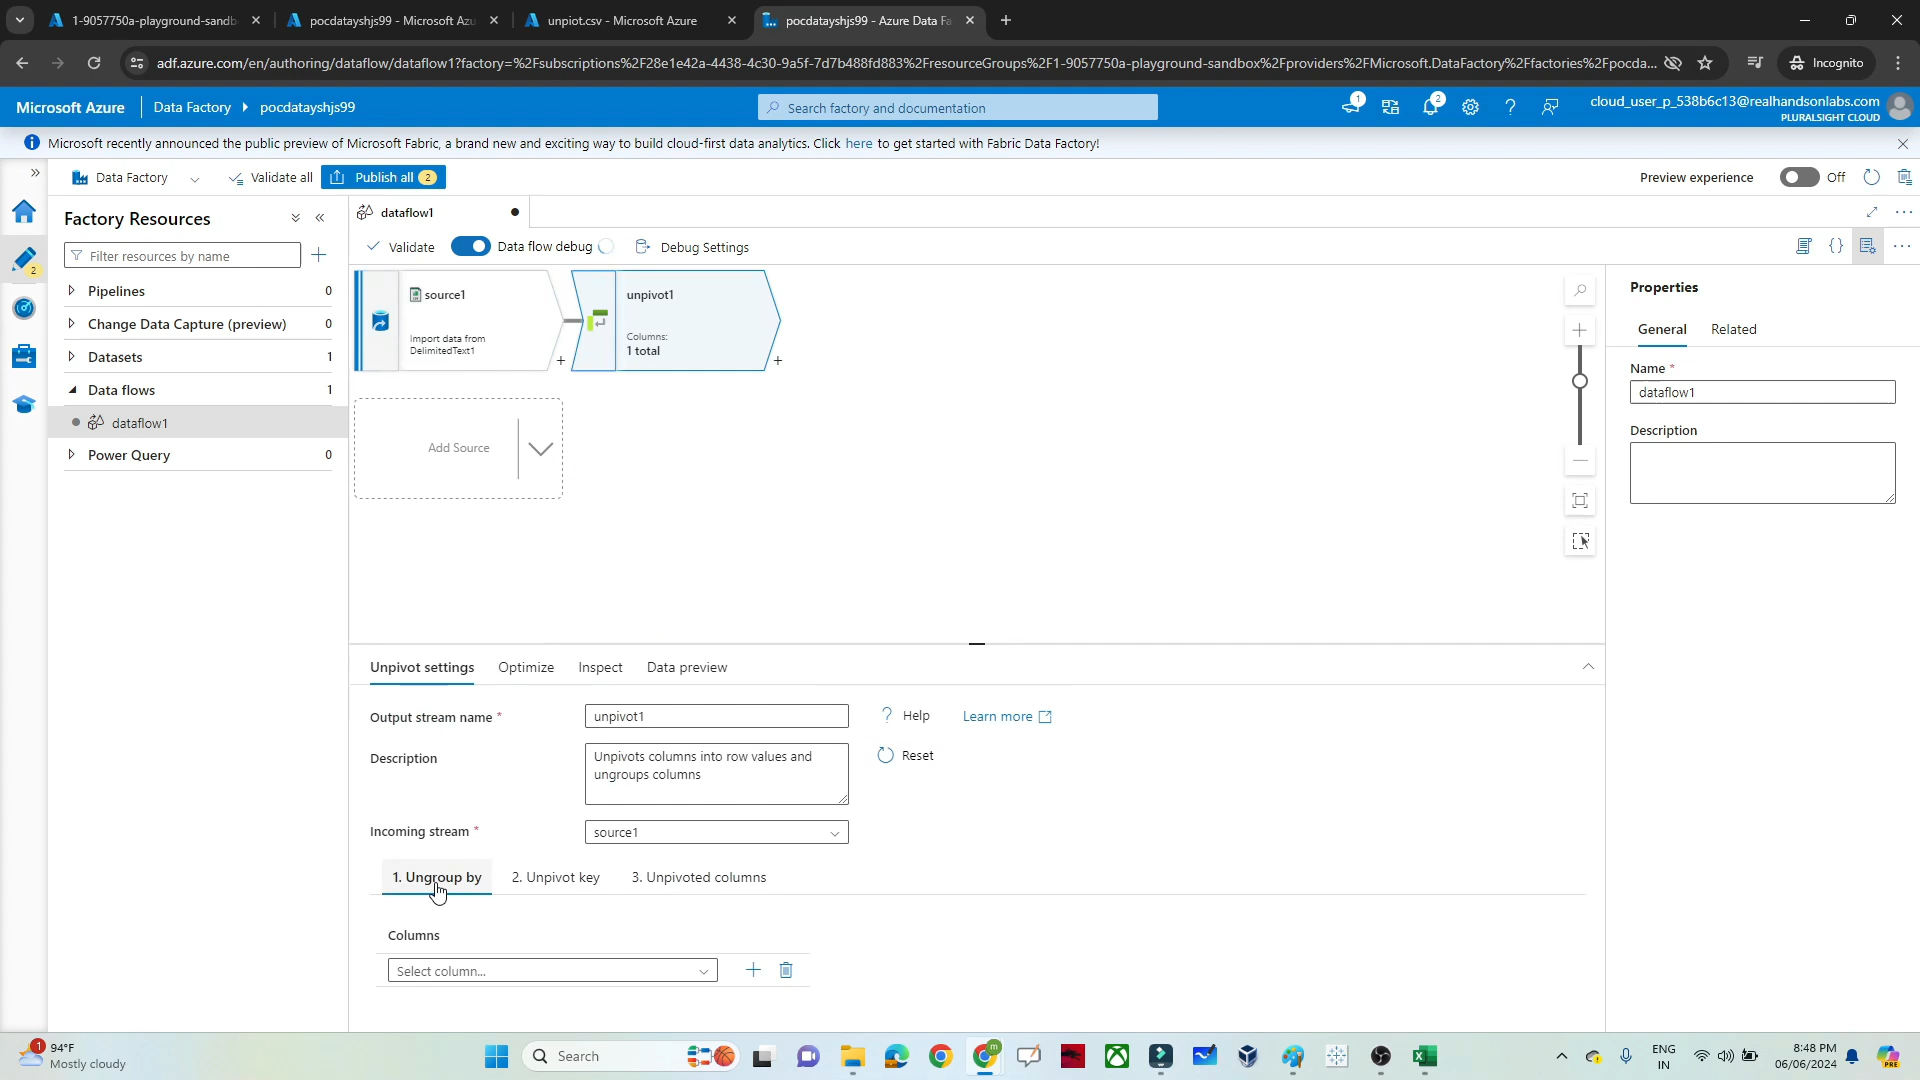 1-9057750a-playground-sandb
pocdatayshjs99 - Microsoft Azu
unpiot.csv - Microsoft Azure
pocdatayshjs99 - Azure Data Fa
adf.azure.com/en/authoring/dataflow/dataflow1?factory=%2Fsubscriptions%2F28e1e42a-4438-4c30-9a5f-7d7b488fd883%2FresourceGroups%2F1-9057750a-playground-sandbox%2Fproviders%2FMicrosoft.DataFactory%2Ffactories%2Fpocda...
Incognito
Microsoft Azure
Data Factory
pocdatayshjs99
Search factory and documentation
1
2
cloud_user_p_538b6c13@realhandsonlabs.com
PLURALSIGHT CLOUD
Microsoft recently announced the public preview of Microsoft Fabric, a brand new and exciting way to build cloud-first data analytics. Click here to get started with Fabric Data Factory!
Data Factory
Validate all
Publish all 2
Preview experience
Off
Factory Resources
Filter resources by name
2
Pipelines 0
Change Data Capture (preview) 0
Datasets 1
Data flows 1
dataflow1
Power Query 0
dataflow1
Validate
Data flow debug
Debug Settings
source1
Import data from
DelimitedText1
+
unpivot1
Columns:
1 total
+
Add Source
Properties
General
Related
Name *
dataflow1
Description
Unpivot settings
Optimize
Inspect
Data preview
Output stream name *
unpivot1
Help
Learn more
Description
Unpivots columns into row values and
ungroups columns
Reset
Incoming stream *
source1
1. Ungroup by
2. Unpivot key
3. Unpivoted columns
Columns
Select column...
1
94°F
Mostly cloudy
Search
m
ENG
IN
8:48 PM
06/06/2024
PRE